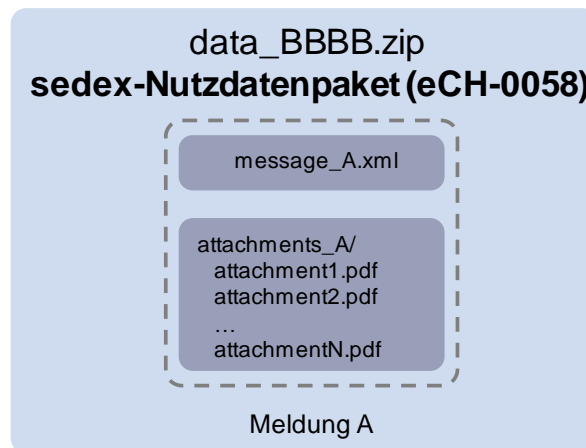 data_BBBB.zip
sedex-Nutzdatenpaket (eCH-0058)
message_A.xml
attachments_A/
attachment1.pdf
attachment2.pdf
…
attachmentN.pdf
Meldung A